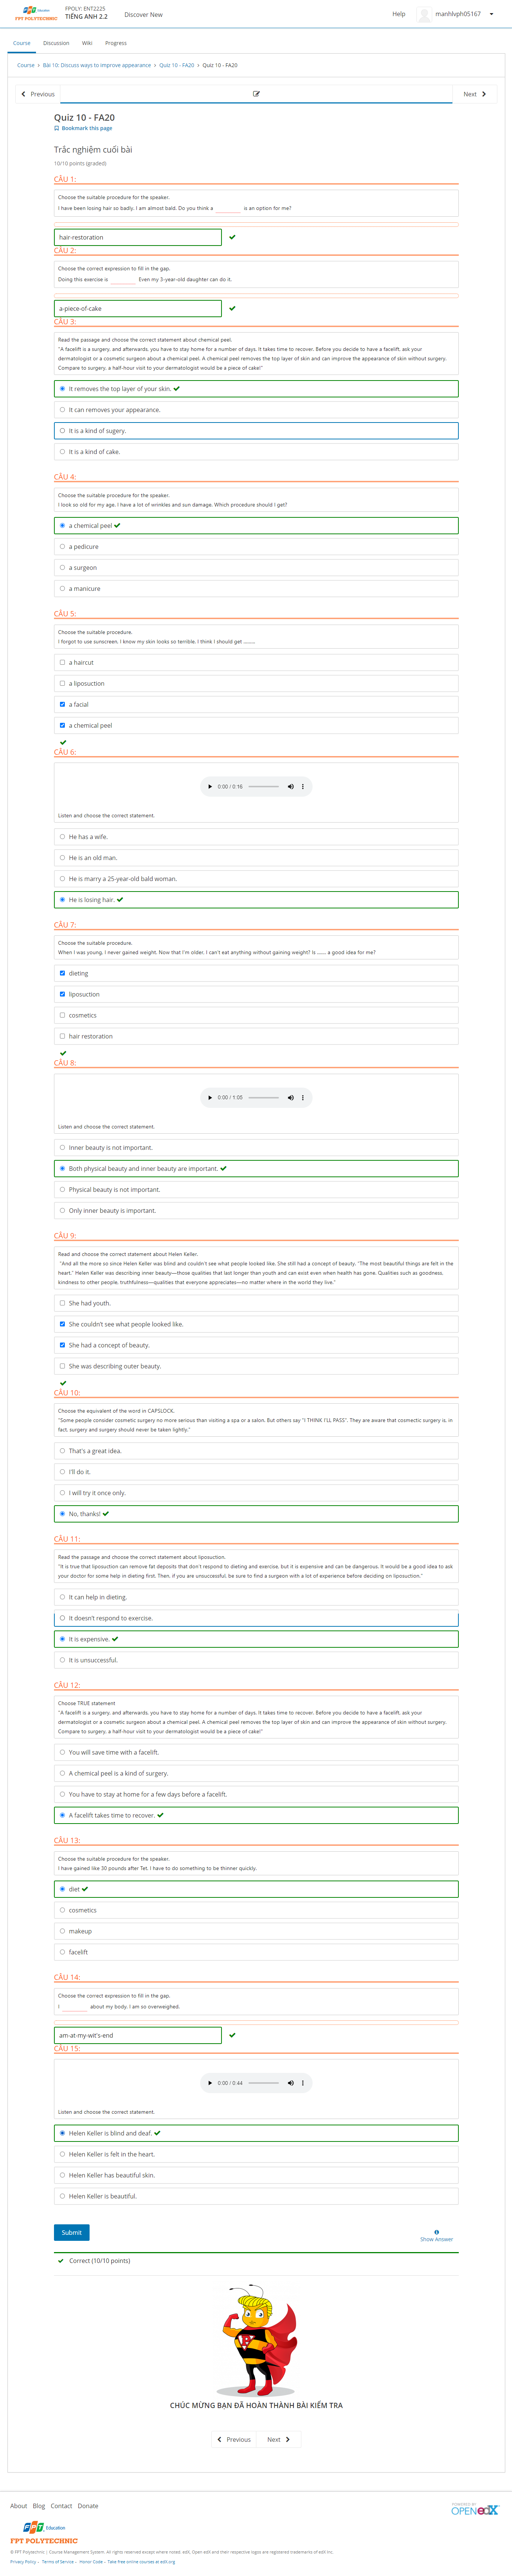 FPT Education
FPT POLYTECHNIC
FPOLY: ENT2225
TIẾNG ANH 2.2
Discover New
Help
manhlvph05167
Course
Discussion
Wiki
Progress
Course > Bài 10: Discuss ways to improve appearance > Quiz 10 - FA20 > Quiz 10 - FA20
Previous
Next
Quiz 10 - FA20
Bookmark this page
Trắc nghiệm cuối bài
10/10 points (graded)
CÂU 1:
Choose the suitable procedure for the speaker.
I have been losing hair so badly. I am almost bald. Do you think a ________ is an option for me?
hair-restoration
CÂU 2:
Choose the correct expression to fill in the gap.
Doing this exercise is ________ Even my 3-year-old daughter can do it.
a-piece-of-cake
CÂU 3:
Read the passage and choose the correct statement about chemical peel.
"A facelift is a surgery, and afterwards, you have to stay home for a number of days. It takes time to recover. Before you decide to have a facelift, ask your
dermatologist or a cosmetic surgeon about a chemical peel. A chemical peel removes the top layer of skin and can improve the appearance of skin without surgery.
Compare to surgery, a half-hour visit to your dermatologist would be a piece of cake!"
It removes the top layer of your skin.
It can removes your appearance.
It is a kind of sugery.
It is a kind of cake.
CÂU 4:
Choose the suitable procedure for the speaker.
I look so old for my age. I have a lot of wrinkles and sun damage. Which procedure should I get?
a chemical peel
a pedicure
a surgeon
a manicure
CÂU 5:
Choose the suitable procedure.
I forgot to use sunscreen. I know my skin looks so terrible. I think I should get ........
a haircut
a liposuction
a facial
a chemical peel
CÂU 6:
0:00 / 0:16
Listen and choose the correct statement.
He has a wife.
He is an old man.
He is marry a 25-year-old bald woman.
He is losing hair.
CÂU 7:
Choose the suitable procedure.
When I was young, I never gained weight. Now that I'm older, I can't eat anything without gaining weight? Is ....... a good idea for me?
dieting
liposuction
cosmetics
hair restoration
CÂU 8:
0:00 / 1:05
Listen and choose the correct statement.
Inner beauty is not important.
Both physical beauty and inner beauty are important.
Physical beauty is not important.
Only inner beauty is important.
CÂU 9:
Read and choose the correct statement about Helen Keller.
"And all the more so since Helen Keller was blind and couldn't see what people looked like. She still had a concept of beauty. "The most beautiful things are felt in the
heart." Helen Keller was describing inner beauty—those qualities that last longer than youth and can exist even when health has gone. Qualities such as goodness,
kindness to other people, truthfulness—qualities that everyone appreciates—no matter where in the world they live."
She had youth.
She couldn't see what people looked like.
She had a concept of beauty.
She was describing outer beauty.
CÂU 10:
Choose the equivalent of the word in CAPSLOCK.
"Some people consider cosmetic surgery no more serious than visiting a spa or a salon. But others say "I THINK I'LL PASS". They are aware that cosmectic surgery is, in
fact, surgery and surgery should never be taken lightly."
That's a great idea.
I'll do it.
I will try it once only.
No, thanks!
CÂU 11:
Read the passage and choose the correct statement about liposuction.
"It is true that liposuction can remove fat deposits that don't respond to dieting and exercise, but it is expensive and can be dangerous. It would be a good idea to ask
your doctor for some help in dieting first. Then, if you are unsuccessful, be sure to find a surgeon with a lot of experience before deciding on liposuction."
It can help in dieting.
It doesn't respond to exercise.
It is expensive.
It is unsuccessful.
CÂU 12:
Choose TRUE statement
"A facelift is a surgery, and afterwards, you have to stay home for a number of days. It takes time to recover. Before you decide to have a facelift, ask your
dermatologist or a cosmetic surgeon about a chemical peel. A chemical peel removes the top layer of skin and can improve the appearance of skin without surgery.
Compare to surgery, a half-hour visit to your dermatologist would be a piece of cake!"
You will save time with a facelift.
A chemical peel is a kind of surgery.
You have to stay at home for a few days before a facelift.
A facelift takes time to recover.
CÂU 13:
Choose the suitable procedure for the speaker.
I have gained like 30 pounds after Tet. I have to do something to be thinner quickly.
diet
cosmetics
makeup
facelift
CÂU 14:
Choose the correct expression to fill in the gap.
I ________ about my body. I am so overweighed.
am-at-my-wit's-end
CÂU 15:
0:00 / 0:44
Listen and choose the correct statement.
Helen Keller is blind and deaf.
Helen Keller is felt in the heart.
Helen Keller has beautiful skin.
Helen Keller is beautiful.
Submit
Show Answer
Correct (10/10 points)
CHÚC MỪNG BẠN ĐÃ HOÀN THÀNH BÀI KIỂM TRA
Previous
Next
About
Blog
Contact
Donate
POWERED BY
OPEN edX
FPT Education
FPT POLYTECHNIC
© FPT Polytechnic | Course Management System. All rights reserved except where noted. edX, Open edX and their respective logos are registered trademarks of edX Inc.
Privacy Policy - Terms of Service - Honor Code - Take free online courses at edX.org